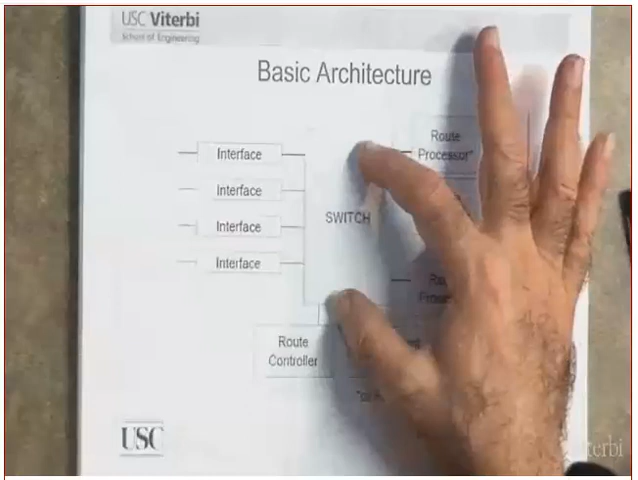 USC Viterbi
School of Engineering
Basic Architecture
Interface
Route
Processor*
Interface
SWITCH
Interface
Interface
Route
Controller
USC